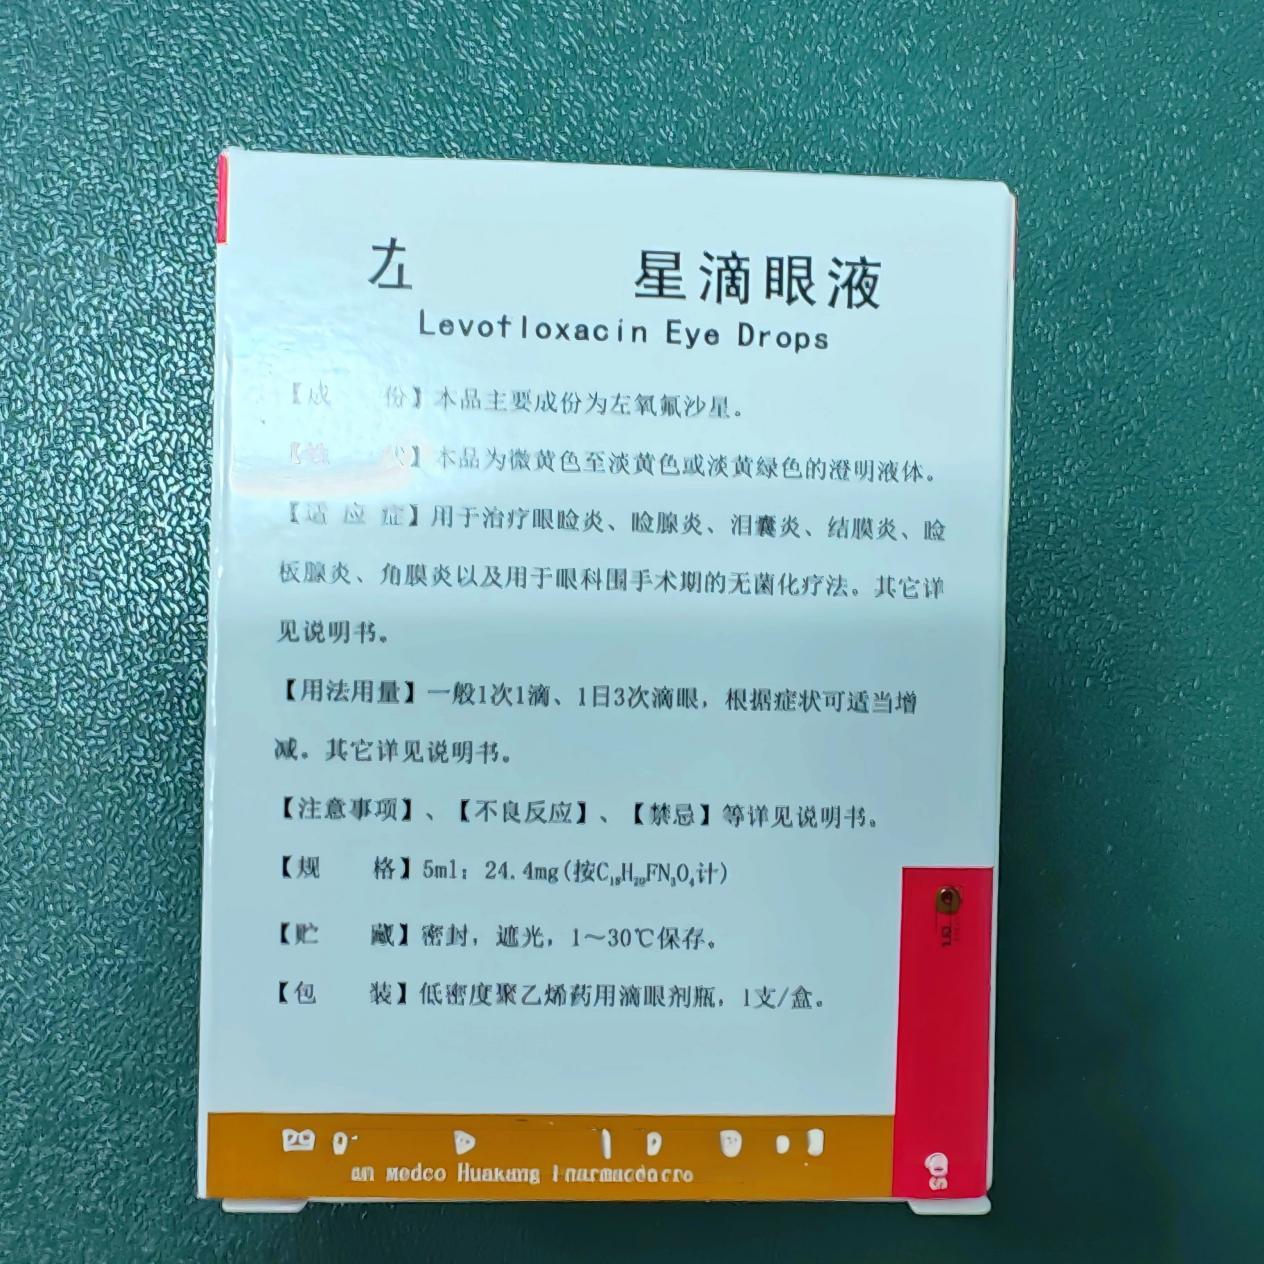 左 星滴眼液
Levofloxacin Eye Drops
【成 份】本品主要成份为左氧氟沙星。
【性 状】本品为微黄色至淡黄色或淡黄绿色的澄明液体。
【适 应 症】用于治疗眼睑炎、睑腺炎、泪囊炎、结膜炎、睑
板腺炎、角膜炎以及用于眼科围手术期的无菌化疗法。其它详
见说明书。
【用法用量】一般1次1滴、1日3次滴眼，根据症状可适当增
减。其它详见说明书。
【注意事项】、【不良反应】、【禁忌】等详见说明书。
【规 格】5ml：24.4mg(按C₁₈H₂₀FN₃O₄计)
【贮 藏】密封，遮光，1～30℃保存。
【包 装】低密度聚乙烯药用滴眼剂瓶，1支/盒。
Huakang